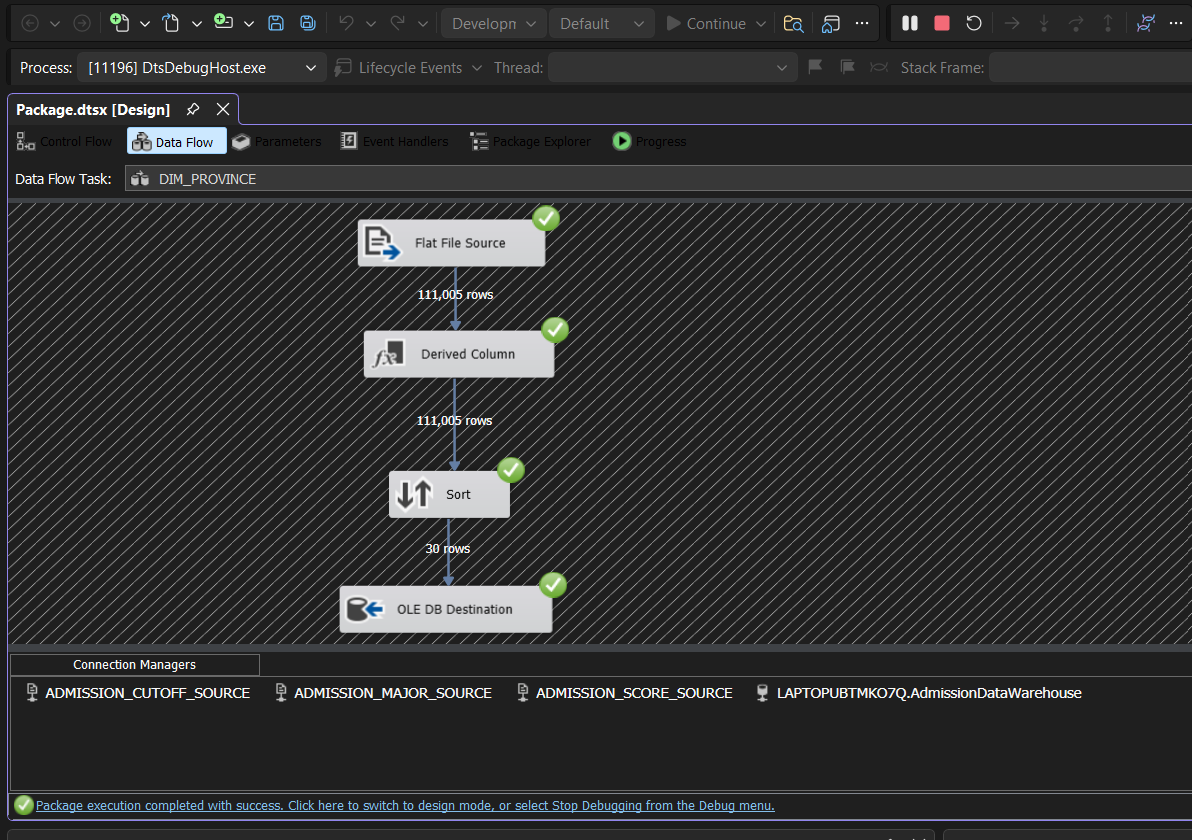 Developn
Default
Continue
Process:
[11196] DtsDebugHost.exe
Lifecycle Events
Thread:
Stack Frame:
Package.dtsx [Design]
Control Flow
Data Flow
Parameters
Event Handlers
Package Explorer
Progress
Data Flow Task:
DIM_PROVINCE
Flat File Source
111,005 rows
fx
Derived Column
111,005 rows
Sort
30 rows
OLE DB Destination
Connection Managers
ADMISSION_CUTOFF_SOURCE
ADMISSION_MAJOR_SOURCE
ADMISSION_SCORE_SOURCE
LAPTOPUBTMKO7Q.AdmissionDataWarehouse
Package execution completed with success. Click here to switch to design mode, or select Stop Debugging from the Debug menu.